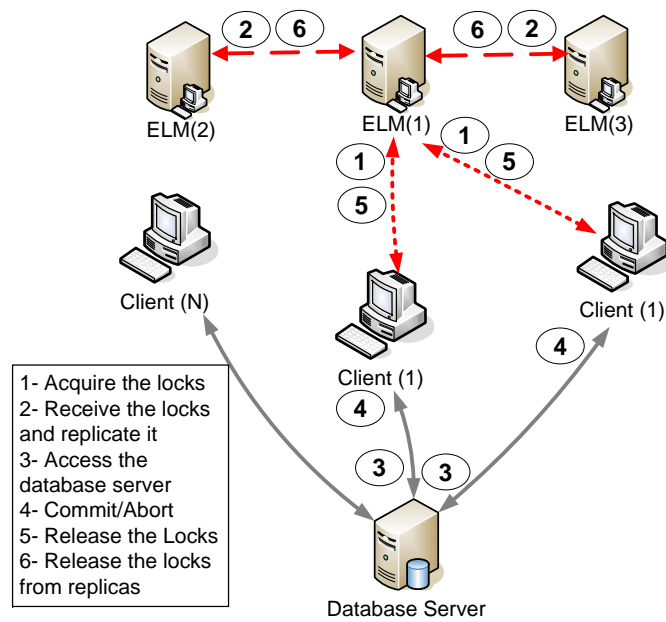 2 6 6 2
ELM(2) ELM(1) ELM(3)
1 1
5 5
Client (N) Client (1)
Client (1) 4
4
3 3
1- Acquire the locks
2- Receive the locks
and replicate it
3- Access the
database server
4- Commit/Abort
5- Release the Locks
6- Release the locks
from replicas
Database Server